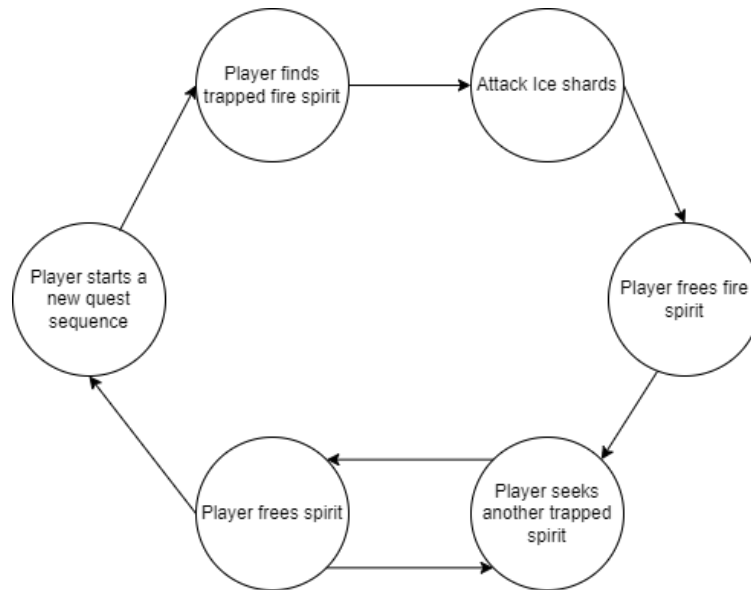 Player finds
trapped fire spirit
Attack Ice shards
Player starts a
new quest
sequence
Player frees fire
spirit
Player frees spirit
Player seeks
another trapped
spirit